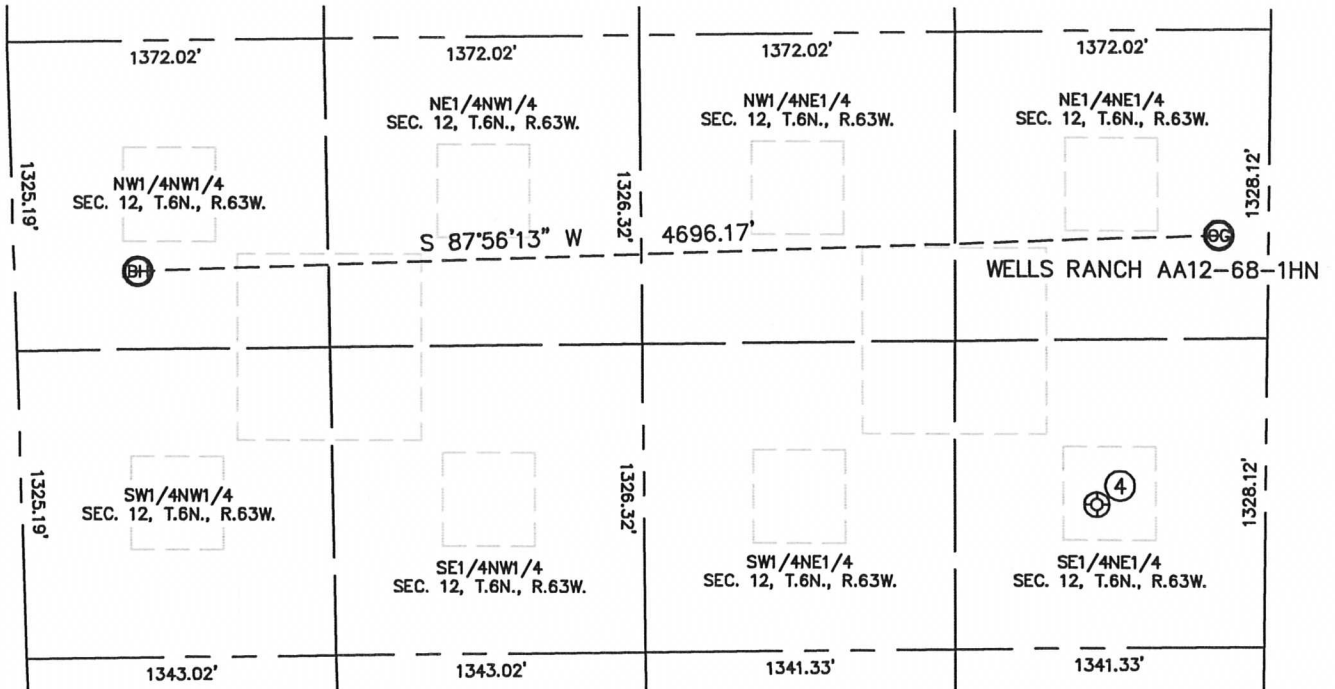 1372.02'
1372.02'
1372.02'
1372.02'
NE1/4NW1/4
SEC. 12, T.6N., R.63W.
NW1/4NE1/4
SEC. 12, T.6N., R.63W.
NE1/4NE1/4
SEC. 12, T.6N., R.63W.
1325.19'
NW1/4NW1/4
SEC. 12, T.6N., R.63W.
1326.32'
1328.12'
S 87°56'13" W
4696.17'
BH
OG
WELLS RANCH AA12-68-1HN
1325.19'
SW1/4NW1/4
SEC. 12, T.6N., R.63W.
1326.32'
4
1328.12'
SE1/4NW1/4
SEC. 12, T.6N., R.63W.
SW1/4NE1/4
SEC. 12, T.6N., R.63W.
SE1/4NE1/4
SEC. 12, T.6N., R.63W.
1343.02'
1343.02'
1341.33'
1341.33'